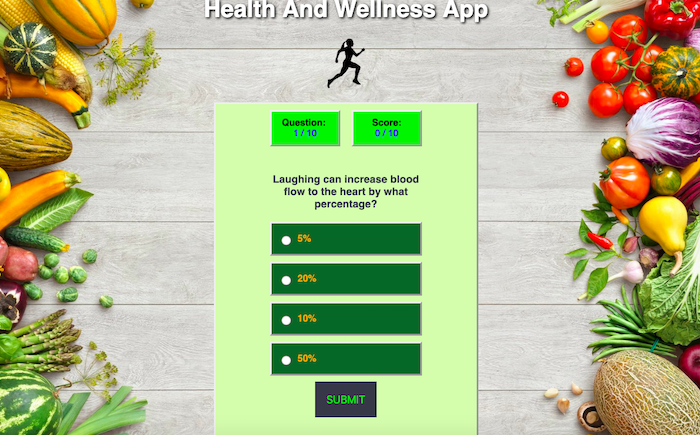 Health And Wellness App
Question:
1 / 10
Score:
0 / 10
Laughing can increase blood
flow to the heart by what
percentage?
5%
20%
10%
50%
SUBMIT